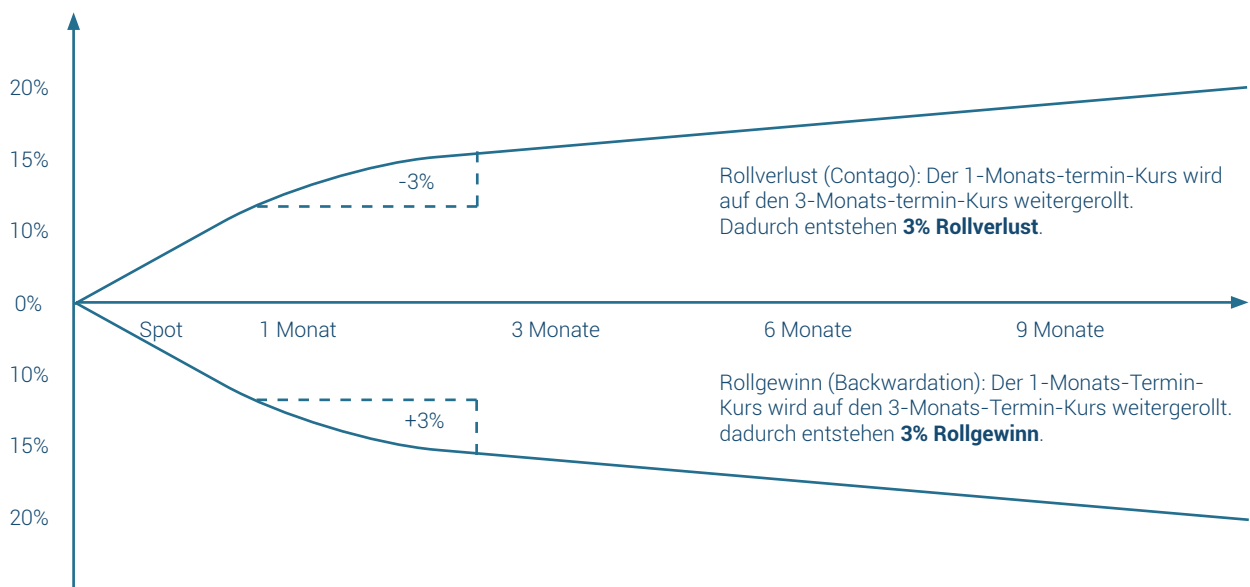 20%
15%
-3%
Rollverlust (Contago): Der 1-Monats-termin-Kurs wird
auf den 3-Monats-termin-Kurs weitergerollt.
Dadurch entstehen 3% Rollverlust.
10%
0%
Spot
1 Monat
3 Monate
6 Monate
9 Monate
10%
Rollgewinn (Backwardation): Der 1-Monats-Termin-
Kurs wird auf den 3-Monats-Termin-Kurs weitergerollt.
dadurch entstehen 3% Rollgewinn.
+3%
15%
20%